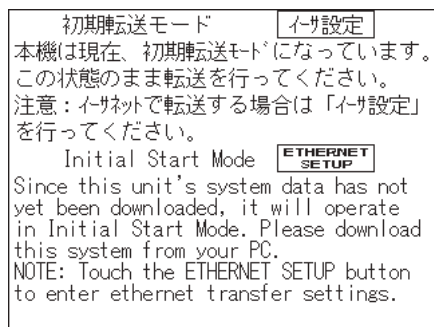 初期転送モード イーサ設定
本機は現在、初期転送モードになっています。
この状態のまま転送を行ってください。
注意：イーサネットで転送する場合は「イーサ設定」
を行ってください。
Initial Start Mode ETHERNET SETUP
Since this unit's system data has not
yet been downloaded, it will operate
in Initial Start Mode. Please download
this system from your PC.
NOTE: Touch the ETHERNET SETUP button
to enter ethernet transfer settings.